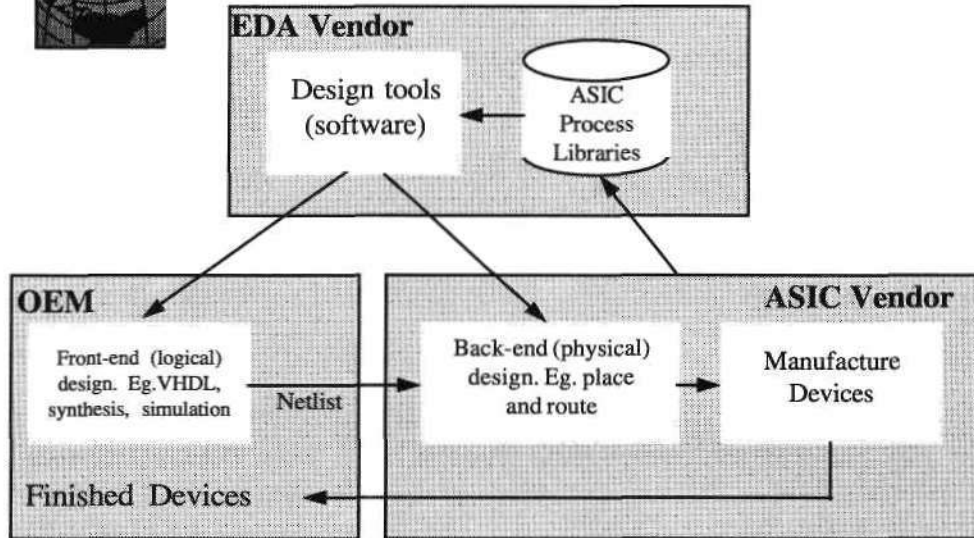 EDA Vendor
Design tools
(software)
ASIC
Process
Libraries
OEM
Front-end (logical)
design. Eg.VHDL,
synthesis, simulation
Netlist
Finished Devices
ASIC Vendor
Back-end (physical)
design. Eg. place
and route
Manufacture
Devices